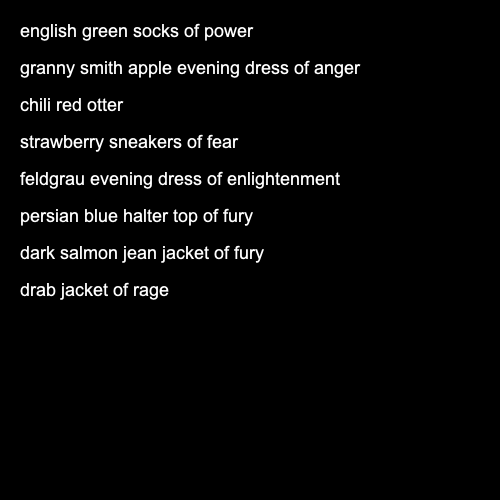 english green socks of power
granny smith apple evening dress of anger
chili red otter
strawberry sneakers of fear
feldgrau evening dress of enlightenment
persian blue halter top of fury
dark salmon jean jacket of fury
drab jacket of rage